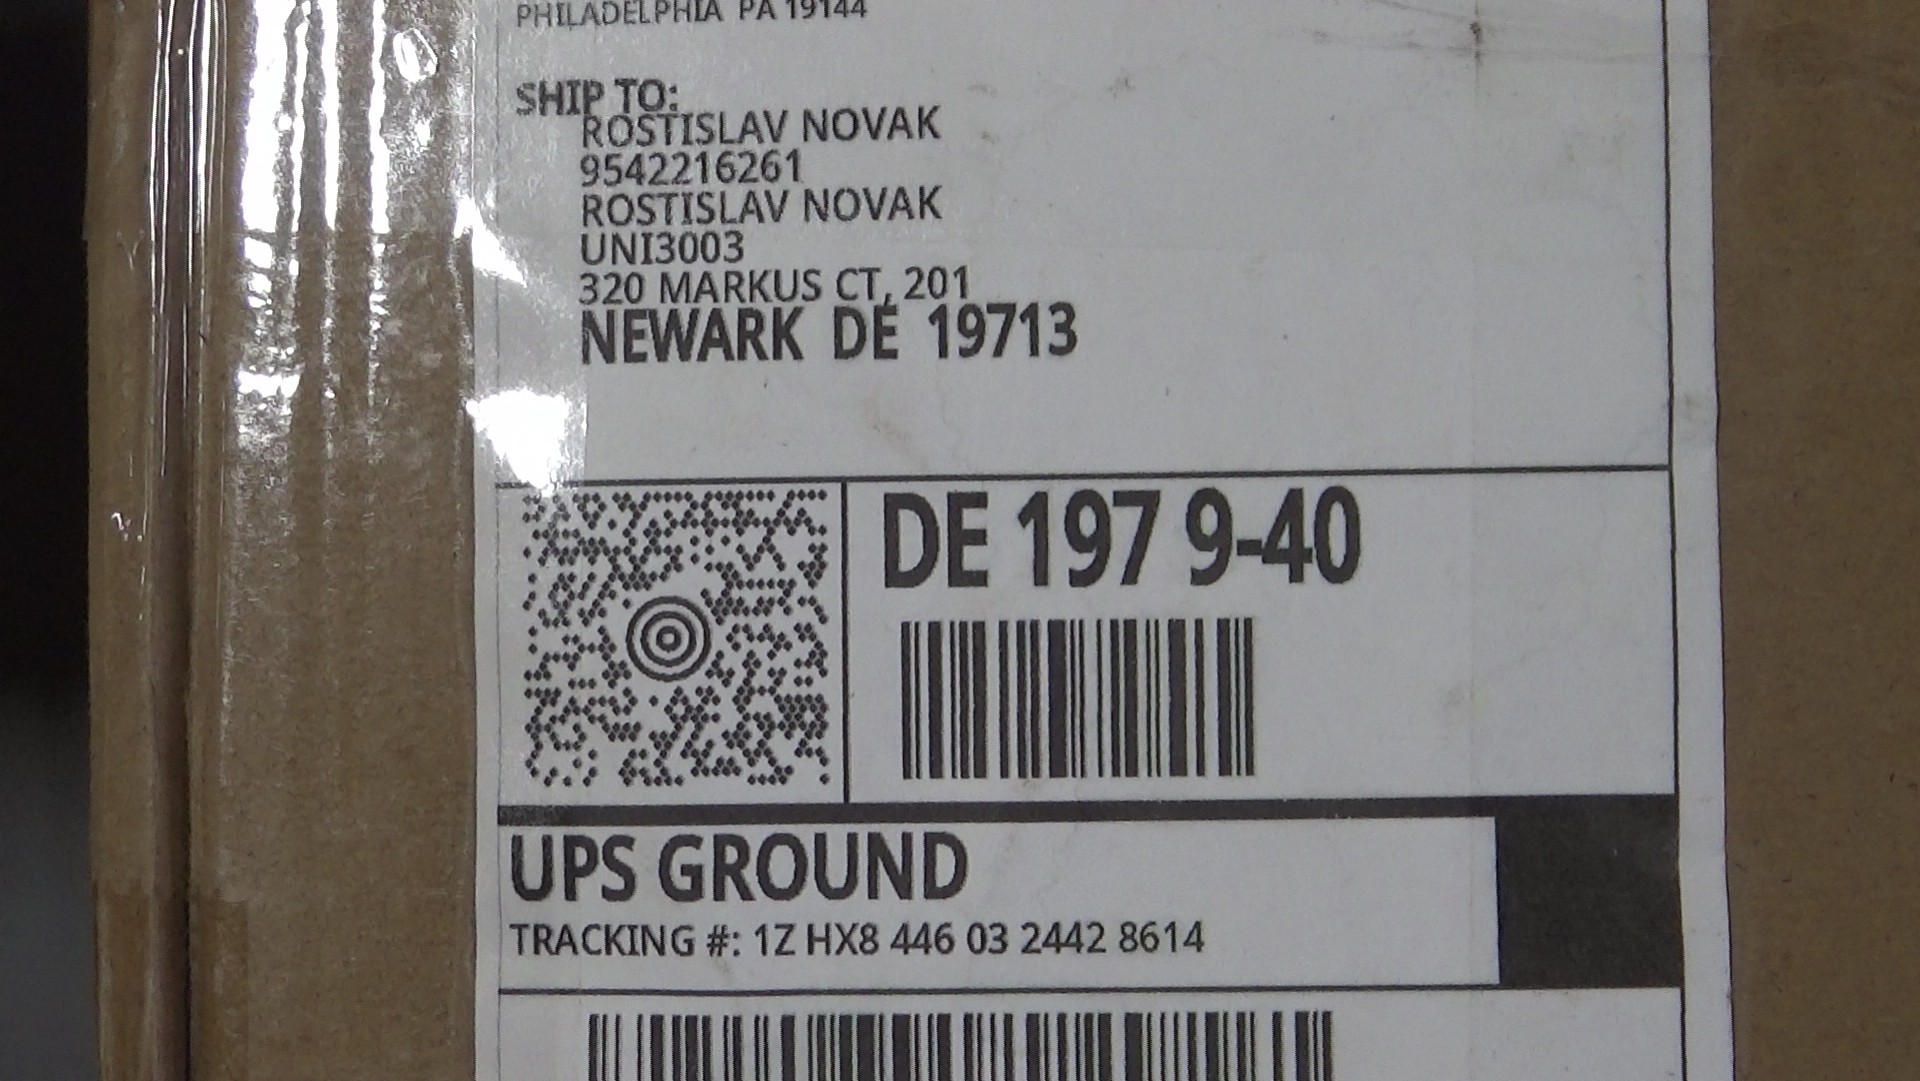 PHILADELPHIA PA 19144
SHIP TO:
ROSTISLAV NOVAK
9542216261
ROSTISLAV NOVAK
UNI3003
320 MARKUS CT, 201
NEWARK DE 19713
DE 197 9-40
UPS GROUND
TRACKING #: 1Z HX8 446 03 2442 8614